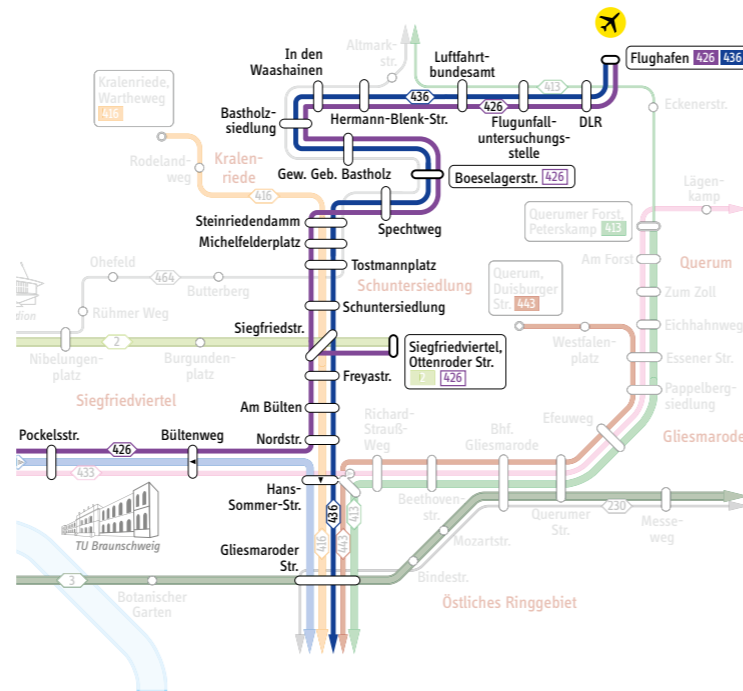 Altmark-
str.
In den
Waashainen
Luftfahrt-
bundesamt
Flughafen 426 436
413
436
426
Kralenriede,
Wartheweg
416
Bastholz-
siedlung
Hermann-Blenk-Str.
Flugunfall-
untersuchungs-
stelle
DLR
Eckenerstr.
Rodeland-
weg
Kralen-
riede
Gew. Geb. Bastholz
Boeselagerstr. 426
Lägen-
kamp
416
Steinriedendamm
Spechtweg
Querumer Forst,
Peterskamp 413
Michelfelderplatz
Ohefeld
464
Butterberg
Tostmannplatz
Schuntersiedlung
Am Forst
Querum
Querum,
Duisburger
Str. 443
Zum Zoll
dion
Rührner Weg
Schuntersiedlung
Siegfriedstr.
Eichhahnweg
Westfalen-
platz
2
Nibelungen-
platz
Burgunden-
platz
Siegfriedviertel,
Ottenroder Str.
2 426
Essener Str.
Freyastr.
Pappelberg-
siedlung
Siegfriedviertel
Am Bülten
Richard-
Strauß-
Weg
Bhf.
Gliesmarode
Efeuweg
Gliesmarode
Pockelsstr.
426
Bültenweg
Nordstr.
433
Hans-
Sommer-Str.
Beethoven-
str.
Querumer
Str.
230
Messe-
weg
436
416
443
413
TU Braunschweig
Mozartstr.
Gliesmaroder
Str.
Bindestr.
3
Botanischer
Garten
Östliches Ringgebiet